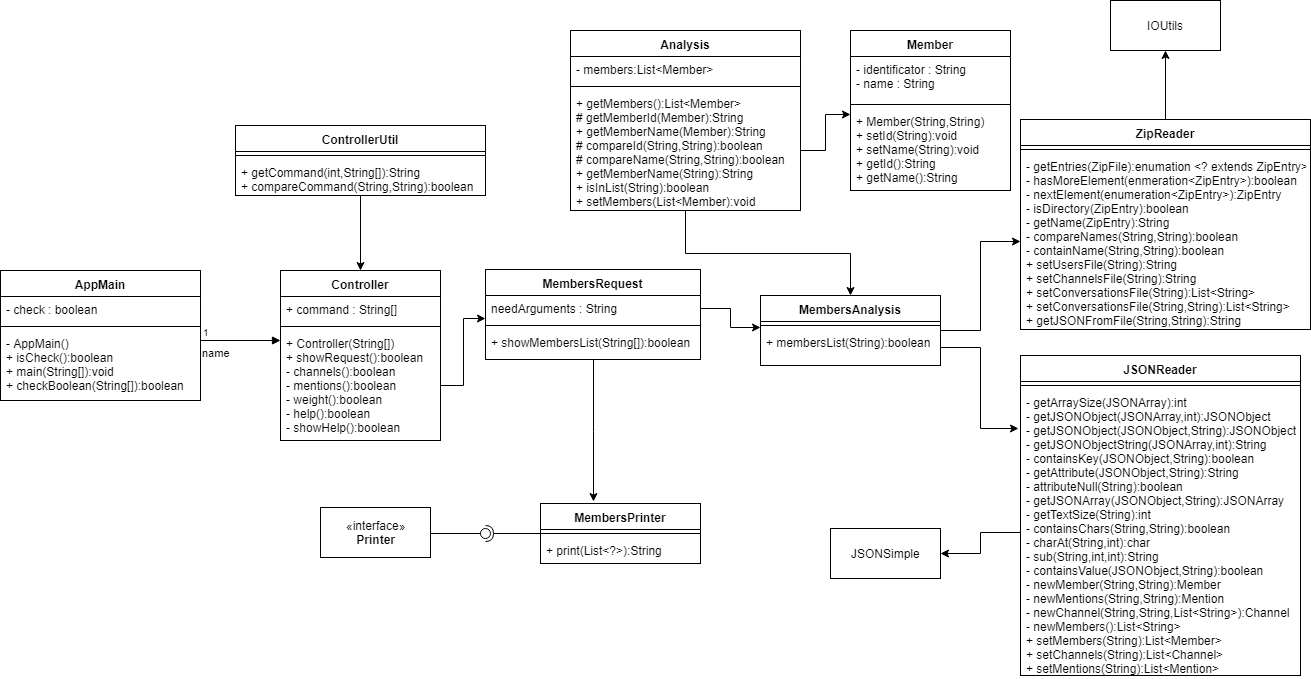 IOUtils
Analysis
- members:List<Member>
+ getMembers():List<Member>
# getMemberId(Member):String
+ getMemberName(Member):String
# compareId(String,String):boolean
# compareName(String,String):boolean
+ getMemberName(String):String
+ isInList(String):boolean
+ setMembers(List<Member):void
Member
- identificator : String
- name : String
+ Member(String,String)
+ setId(String):void
+ setName(String):void
+ getId():String
+ getName():String
ControllerUtil
+ getCommand(int,String[]):String
+ compareCommand(String,String):boolean
ZipReader
- getEntries(ZipFile):enumation <? extends ZipEntry>
- hasMoreElement(enmeration<ZipEntry>):boolean
- nextElement(enumeration<ZipEntry>):ZipEntry
- isDirectory(ZipEntry):boolean
- getName(ZipEntry):String
- compareNames(String,String):boolean
- containName(String,String):boolean
+ setUsersFile(String):String
+ setChannelsFile(String):String
+ setConversationsFile(String):List<String>
+ setConversationsFile(String,String):List<String>
+ getJSONFromFile(String,String):String
AppMain
- check : boolean
- AppMain()
+ isCheck():boolean
+ main(String[]):void
+ checkBoolean(String[]):boolean
1
name
Controller
+ command : String[]
+ Controller(String[])
+ showRequest():boolean
- channels():boolean
- mentions():boolean
- weight():boolean
- help():boolean
- showHelp():boolean
MembersRequest
needArguments : String
+ showMembersList(String[]):boolean
MembersAnalysis
+ membersList(String):boolean
JSONReader
- getArraySize(JSONArray):int
- getJSONObject(JSONArray,int):JSONObject
- getJSONObject(JSONObject,String):JSONObject
- getJSONObjectString(JSONArray,int):String
- containsKey(JSONObject,String):boolean
- getAttribute(JSONObject,String):String
- attributeNull(String):boolean
- getJSONArray(JSONObject,String):JSONArray
- getTextSize(String):int
- containsChars(String,String):boolean
- charAt(String,int):char
- sub(String,int,int):String
- containsValue(JSONObject,String):boolean
- newMember(String,String):Member
- newMentions(String,String):Mention
- newChannel(String,String,List<String>):Channel
- newMembers():List<String>
+ setMembers(String):List<Member>
+ setChannels(String):List<Channel>
+ setMentions(String):List<Mention>
«interface»
Printer
MembersPrinter
+ print(List<?>):String
JSONSimple